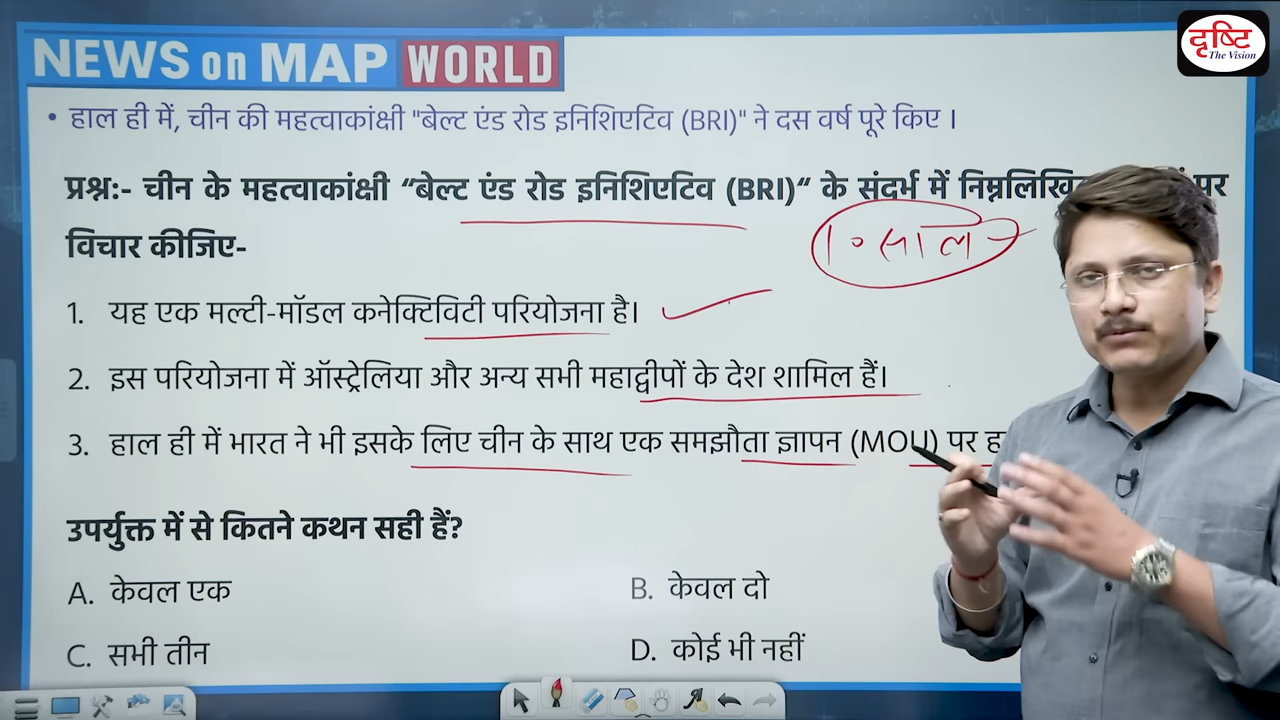 NEWS on MAP WORLD
दृष्टि
The Vision
• हाल ही में, चीन की महत्वाकांक्षी "बेल्ट एंड रोड इनिशिएटिव (BRI)" ने दस वर्ष पूरे किए ।
प्रश्न:- चीन के महत्वाकांक्षी “बेल्ट एंड रोड इनिशिएटिव (BRI)“ के संदर्भ में पर
विचार कीजिए-
10 साल
1. यह एक मल्टी-मॉडल कनेक्टिविटी परियोजना है।
2. इस परियोजना में ऑस्ट्रेलिया और अन्य सभी महाद्वीपों के देश शामिल हैं।
3. हाल ही में भारत ने भी इसके लिए चीन के साथ एक समझौता ज्ञापन (MOU) पर
उपर्युक्त में से कितने कथन सही हैं?
A. केवल एक
B. केवल दो
C. सभी तीन
D. कोई भी नहीं